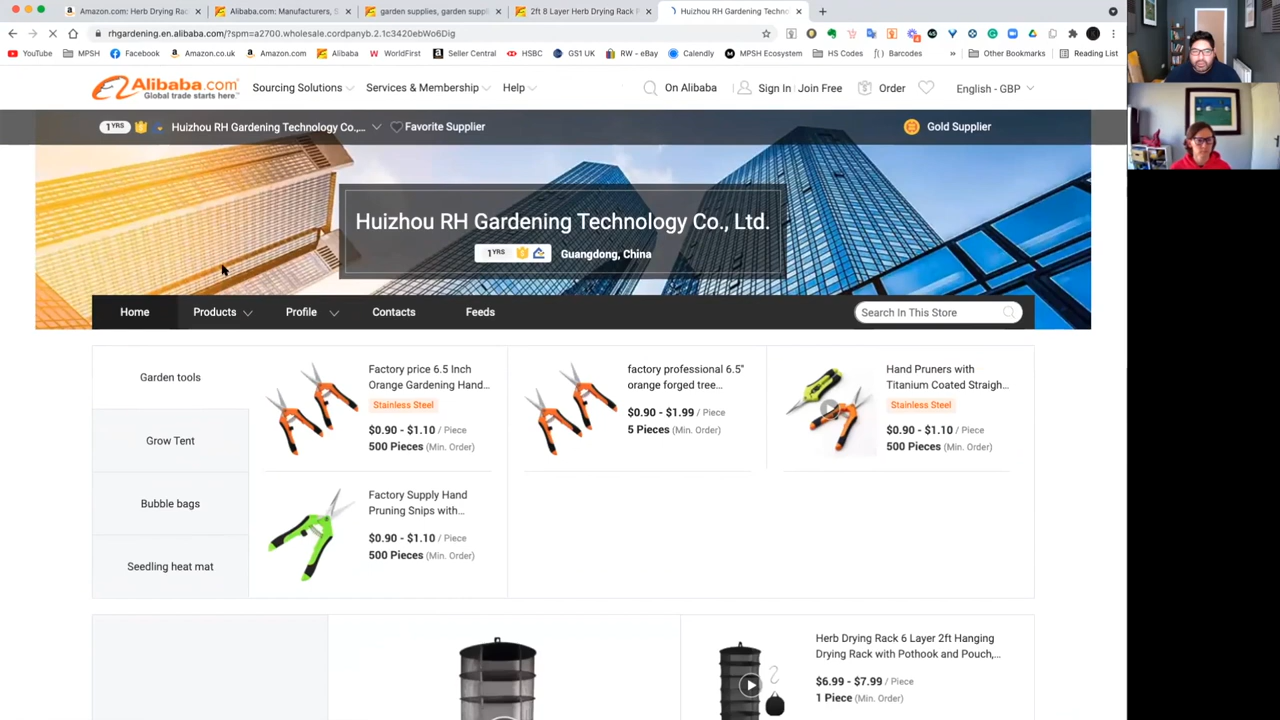 Amazon.com: Herb Drying Rac
Alibaba.com: Manufacturers, S
garden supplies, garden suppli
2ft 8 Layer Herb Drying Rack P
Huizhou RH Gardening Techno
rhgardening.en.alibaba.com/?spm=a2700.wholesale.cordpanyb.2.1c3420ebWo6Dig
YouTube
MPSH
Facebook
Amazon.co.uk
Amazon.com
Alibaba
WorldFirst
Seller Central
HSBC
GS1 UK
RW – eBay
Calendly
MPSH Ecosystem
HS Codes
Barcodes
»
Other Bookmarks
Reading List
Alibaba.com
Global trade starts here.™
Sourcing Solutions
Services & Membership
Help
On Alibaba
Sign In
Join Free
Order
English - GBP
1 YRS
Huizhou RH Gardening Technology Co.,...
Favorite Supplier
Gold Supplier
Huizhou RH Gardening Technology Co., Ltd.
1 YRS
Guangdong, China
Home
Products
Profile
Contacts
Feeds
Search In This Store
Garden tools
Grow Tent
Bubble bags
Seedling heat mat
Factory price 6.5 Inch
Orange Gardening Hand...
Stainless Steel
$0.90 - $1.10 / Piece
500 Pieces (Min. Order)
factory professional 6.5"
orange forged tree...
$0.90 - $1.99 / Piece
5 Pieces (Min. Order)
Hand Pruners with
Titanium Coated Straigh...
Stainless Steel
$0.90 - $1.10 / Piece
500 Pieces (Min. Order)
Factory Supply Hand
Pruning Snips with...
$0.90 - $1.10 / Piece
500 Pieces (Min. Order)
Herb Drying Rack 6 Layer 2ft Hanging
Drying Rack with Pothook and Pouch,...
$6.99 - $7.99 / Piece
1 Piece (Min. Order)